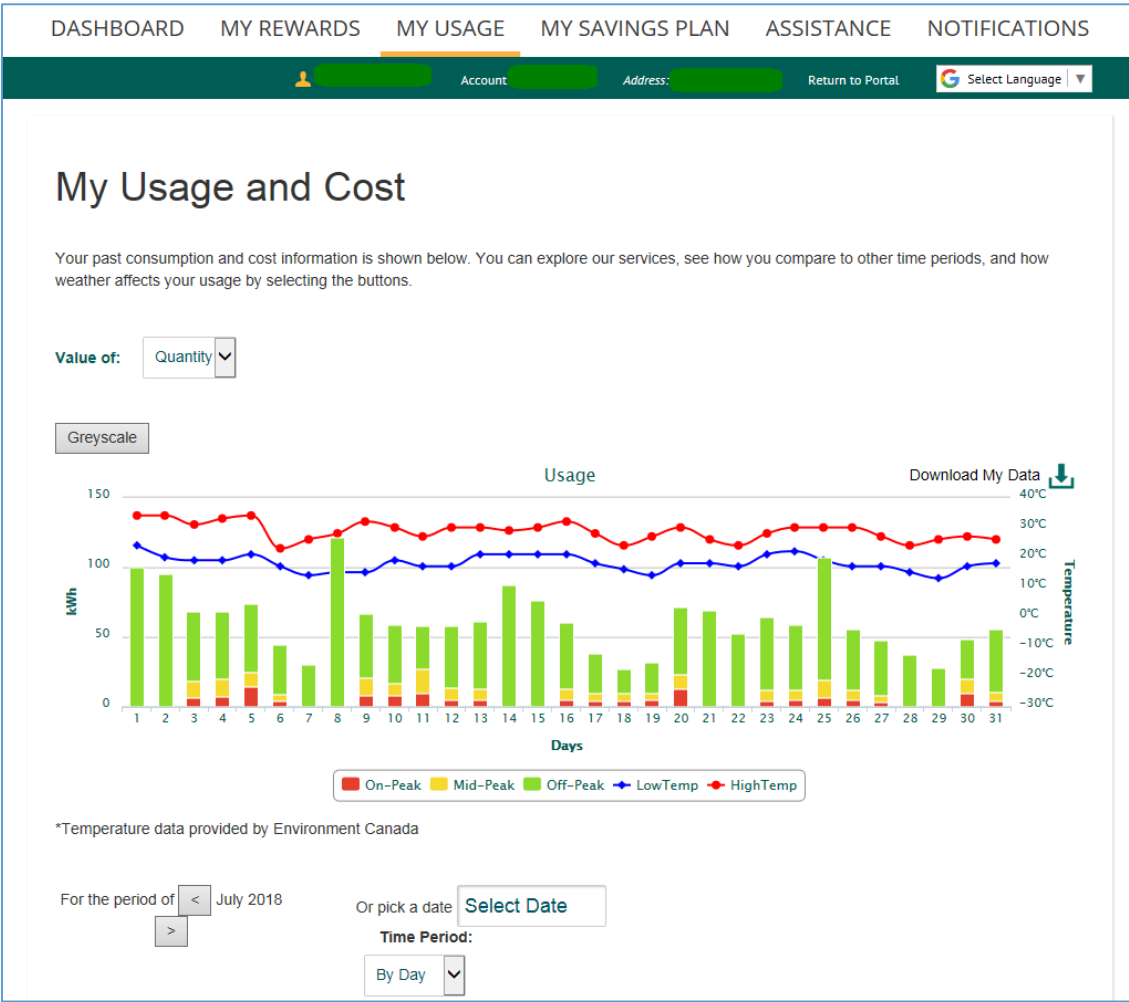 DASHBOARD MY REWARDS MY USAGE MY SAVINGS PLAN ASSISTANCE NOTIFICATIONS
Account Address: Return to Portal G Select Language ▼
My Usage and Cost
Your past consumption and cost information is shown below. You can explore our services, see how you compare to other time periods, and how
weather affects your usage by selecting the buttons.
Value of: Quantity
Greyscale
Usage
Download My Data
150
100
50
0
kWh
40°C
30°C
20°C
10°C
0°C
-10°C
-20°C
-30°C
Temperature
1 2 3 4 5 6 7 8 9 10 11 12 13 14 15 16 17 18 19 20 21 22 23 24 25 26 27 28 29 30 31
Days
On-Peak Mid-Peak Off-Peak LowTemp HighTemp
*Temperature data provided by Environment Canada
For the period of < July 2018
>
Or pick a date Select Date
Time Period:
By Day